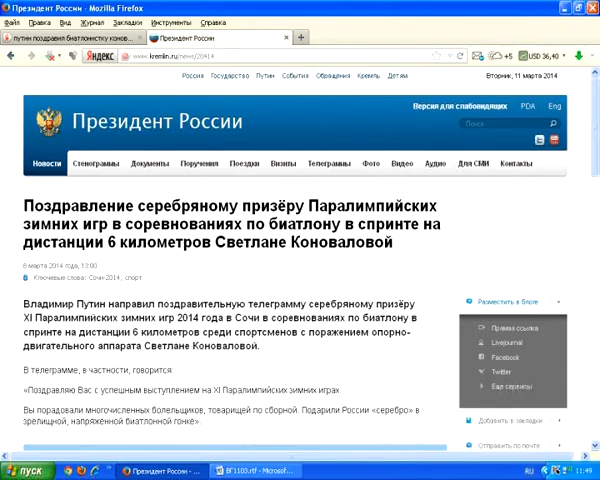 Президент России - Mozilla Firefox
Файл Правка Вид Журнал Закладки Инструменты Справка
путин поздравил биатлонистку конов...
Президент России
Яндекс
www.kremlin.ru/news/20414
+5
USD 36,40
Россия Государство Путин События Обращения Кремль Детям
Вторник, 11 марта 2014
Версия для слабовидящих PDA Eng
Президент России
Поиск
Новости Стенограммы Документы Поручения Поездки Визиты Телеграммы Фото Видео Аудио Для СМИ Контакты
Поздравление серебряному призёру Паралимпийских
зимних игр в соревнованиях по биатлону в спринте на
дистанции 6 километров Светлане Коноваловой
8 марта 2014 года, 13:00
Ключевые слова: Сочи-2014, спорт
Владимир Путин направил поздравительную телеграмму серебряному призёру
XI Паралимпийских зимних игр 2014 года в Сочи в соревнованиях по биатлону в
спринте на дистанции 6 километров среди спортсменов с поражением опорно-
двигательного аппарата Светлане Коноваловой.
В телеграмме, в частности, говорится
«Поздравляю Вас с успешным выступлением на XI Паралимпийских зимних играх.
Вы порадовали многочисленных болельщиков, товарищей по сборной. Подарили России «серебро» в
зрелищной, напряжённой биатлонной гонке».
Разместить в блоге
Прямая ссылка
Livejournal
Facebook
Twitter
Еще сервисы
Добавить в закладки
Отправить по почте
пуск
Президент России - ...
ВГ1103.rtf - Microsof...
RU
11:49